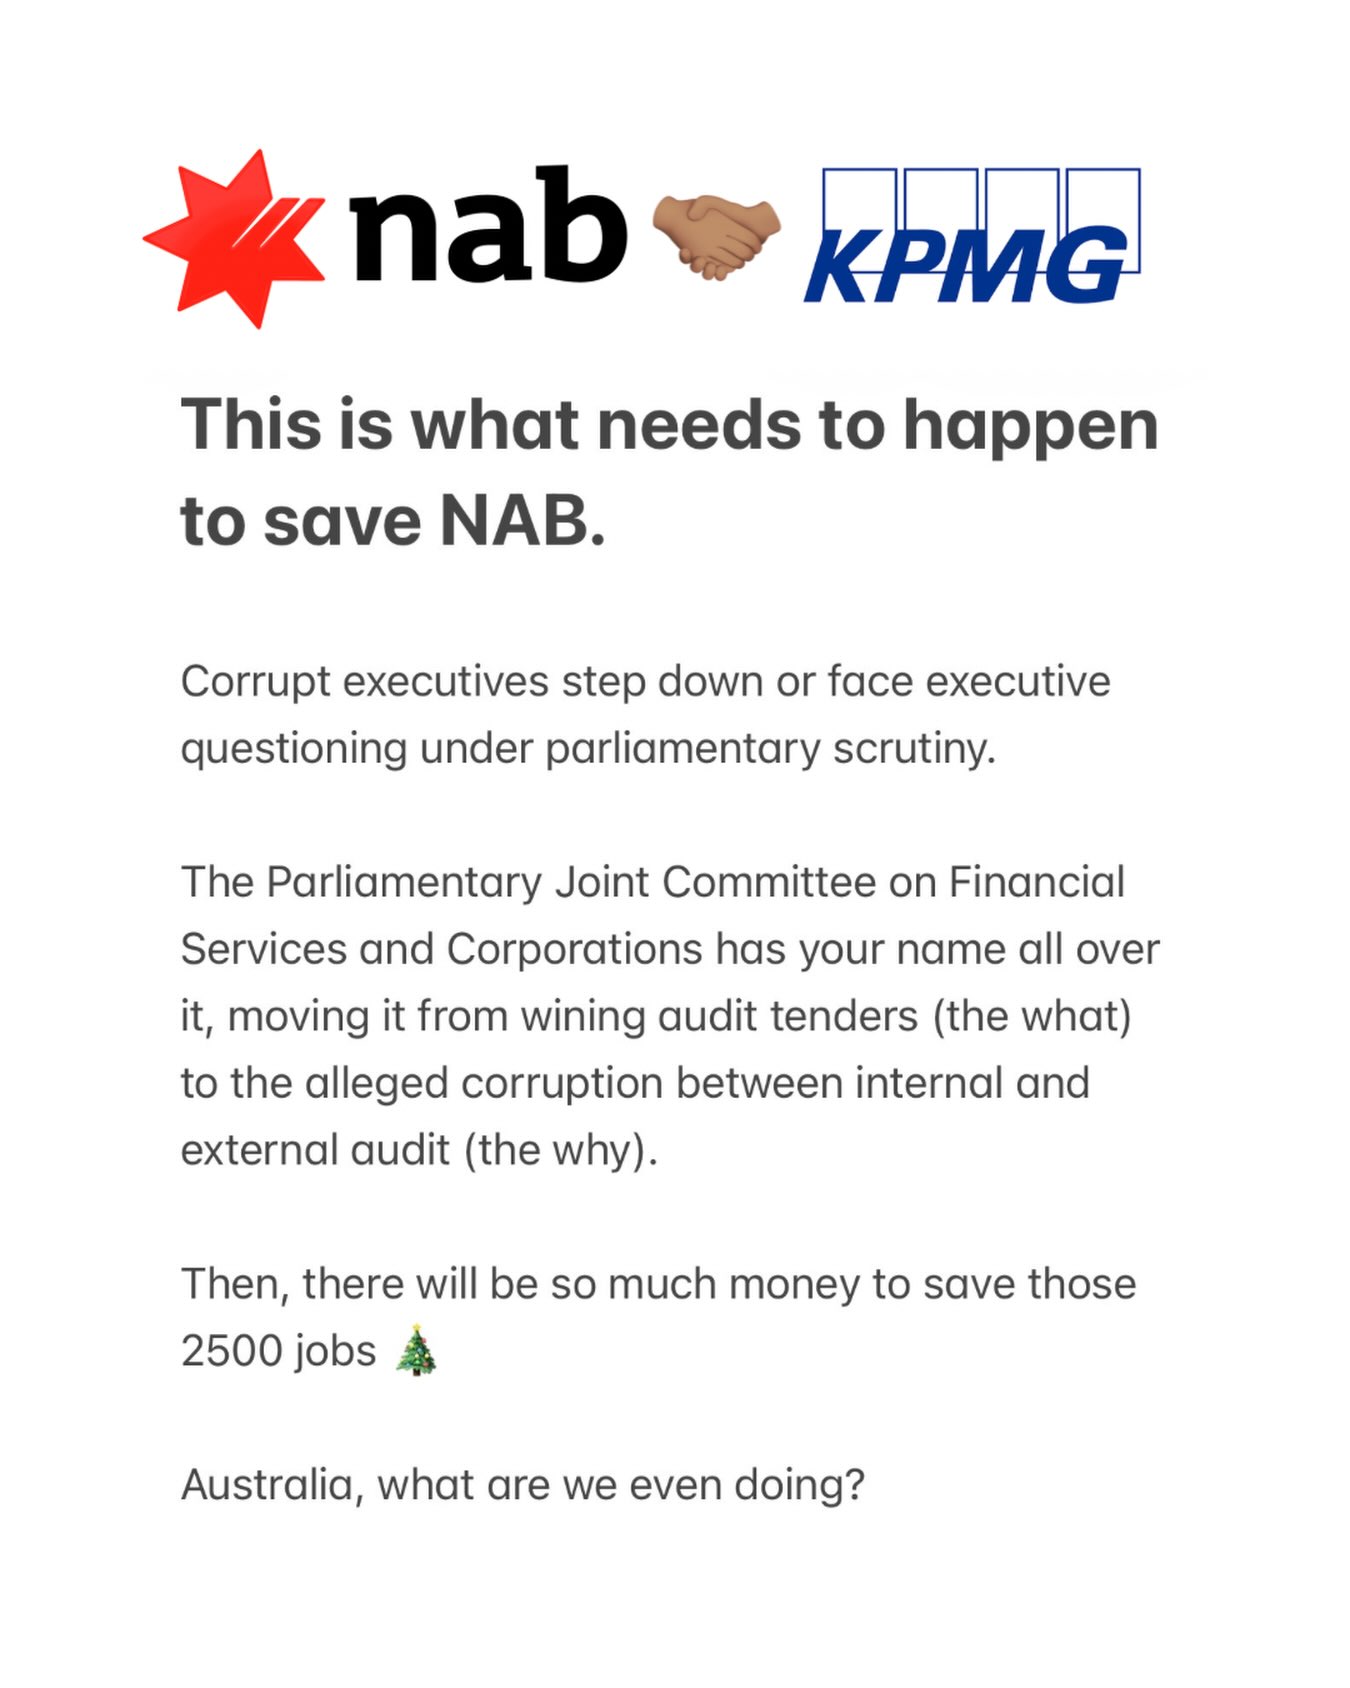 nab 🤝🏽 KPMG
This is what needs to happen
to save NAB.
Corrupt executives step down or face executive
questioning under parliamentary scrutiny.
The Parliamentary Joint Committee on Financial
Services and Corporations has your name all over
it, moving it from wining audit tenders (the what)
to the alleged corruption between internal and
external audit (the why).
Then, there will be so much money to save those
2500 jobs 🎄
Australia, what are we even doing?